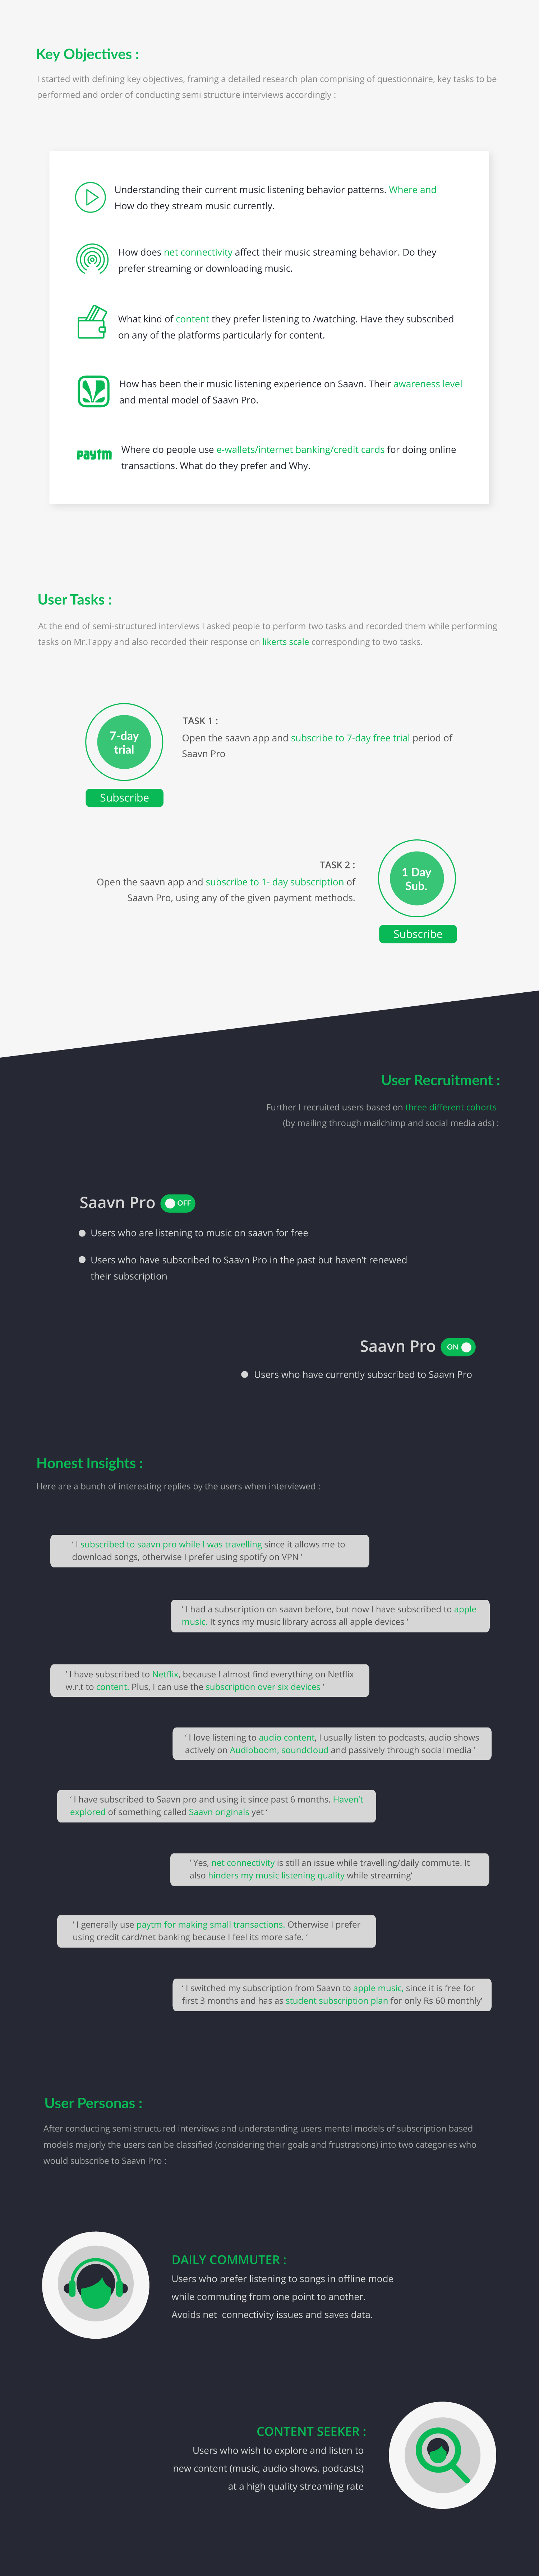 Key Objectives :
I started with defining key objectives, framing a detailed research plan comprising of questionnaire, key tasks to be
performed and order of conducting semi structure interviews accordingly :
Understanding their current music listening behavior patterns. Where and
How do they stream music currently.
How does net connectivity affect their music streaming behavior. Do they
prefer streaming or downloading music.
What kind of content they prefer listening to /watching. Have they subscribed
on any of the platforms particularly for content.
How has been their music listening experience on Saavn. Their awareness level
and mental model of Saavn Pro.
paytm
Where do people use e-wallets/internet banking/credit cards for doing online
transactions. What do they prefer and Why.
User Tasks :
At the end of semi-structured interviews I asked people to perform two tasks and recorded them while performing
tasks on Mr.Tappy and also recorded their response on likerts scale corresponding to two tasks.
7-day
trial
Subscribe
TASK 1 :
Open the saavn app and subscribe to 7-day free trial period of
Saavn Pro
TASK 2 :
Open the saavn app and subscribe to 1- day subscription of
Saavn Pro, using any of the given payment methods.
1 Day
Sub.
Subscribe
User Recruitment :
Further I recruited users based on three different cohorts
(by mailing through mailchimp and social media ads) :
Saavn Pro OFF
Users who are listening to music on saavn for free
Users who have subscribed to Saavn Pro in the past but haven't renewed
their subscription
Saavn Pro ON
Users who have currently subscribed to Saavn Pro
Honest Insights :
Here are a bunch of interesting replies by the users when interviewed :
‘ I subscribed to saavn pro while I was travelling since it allows me to
download songs, otherwise I prefer using spotify on VPN ’
‘ I had a subscription on saavn before, but now I have subscribed to apple
music. It syncs my music library across all apple devices ‘
‘ I have subscribed to Netflix, because I almost find everything on Netflix
w.r.t to content. Plus, I can use the subscription over six devices ‘
‘ I love listening to audio content, I usually listen to podcasts, audio shows
actively on Audioboom, soundcloud and passively through social media ’
‘ I have subscribed to Saavn pro and using it since past 6 months. Haven't
explored of something called Saavn originals yet ‘
‘ Yes, net connectivity is still an issue while travelling/daily commute. It
also hinders my music listening quality while streaming‘
‘ I generally use paytm for making small transactions. Otherwise I prefer
using credit card/net banking because I feel its more safe. ‘
‘ I switched my subscription from Saavn to apple music, since it is free for
first 3 months and has as student subscription plan for only Rs 60 monthly‘
User Personas :
After conducting semi structured interviews and understanding users mental models of subscription based
models majorly the users can be classified (considering their goals and frustrations) into two categories who
would subscribe to Saavn Pro :
DAILY COMMUTER :
Users who prefer listening to songs in offline mode
while commuting from one point to another.
Avoids net connectivity issues and saves data.
CONTENT SEEKER :
Users who wish to explore and listen to
new content (music, audio shows, podcasts)
at a high quality streaming rate